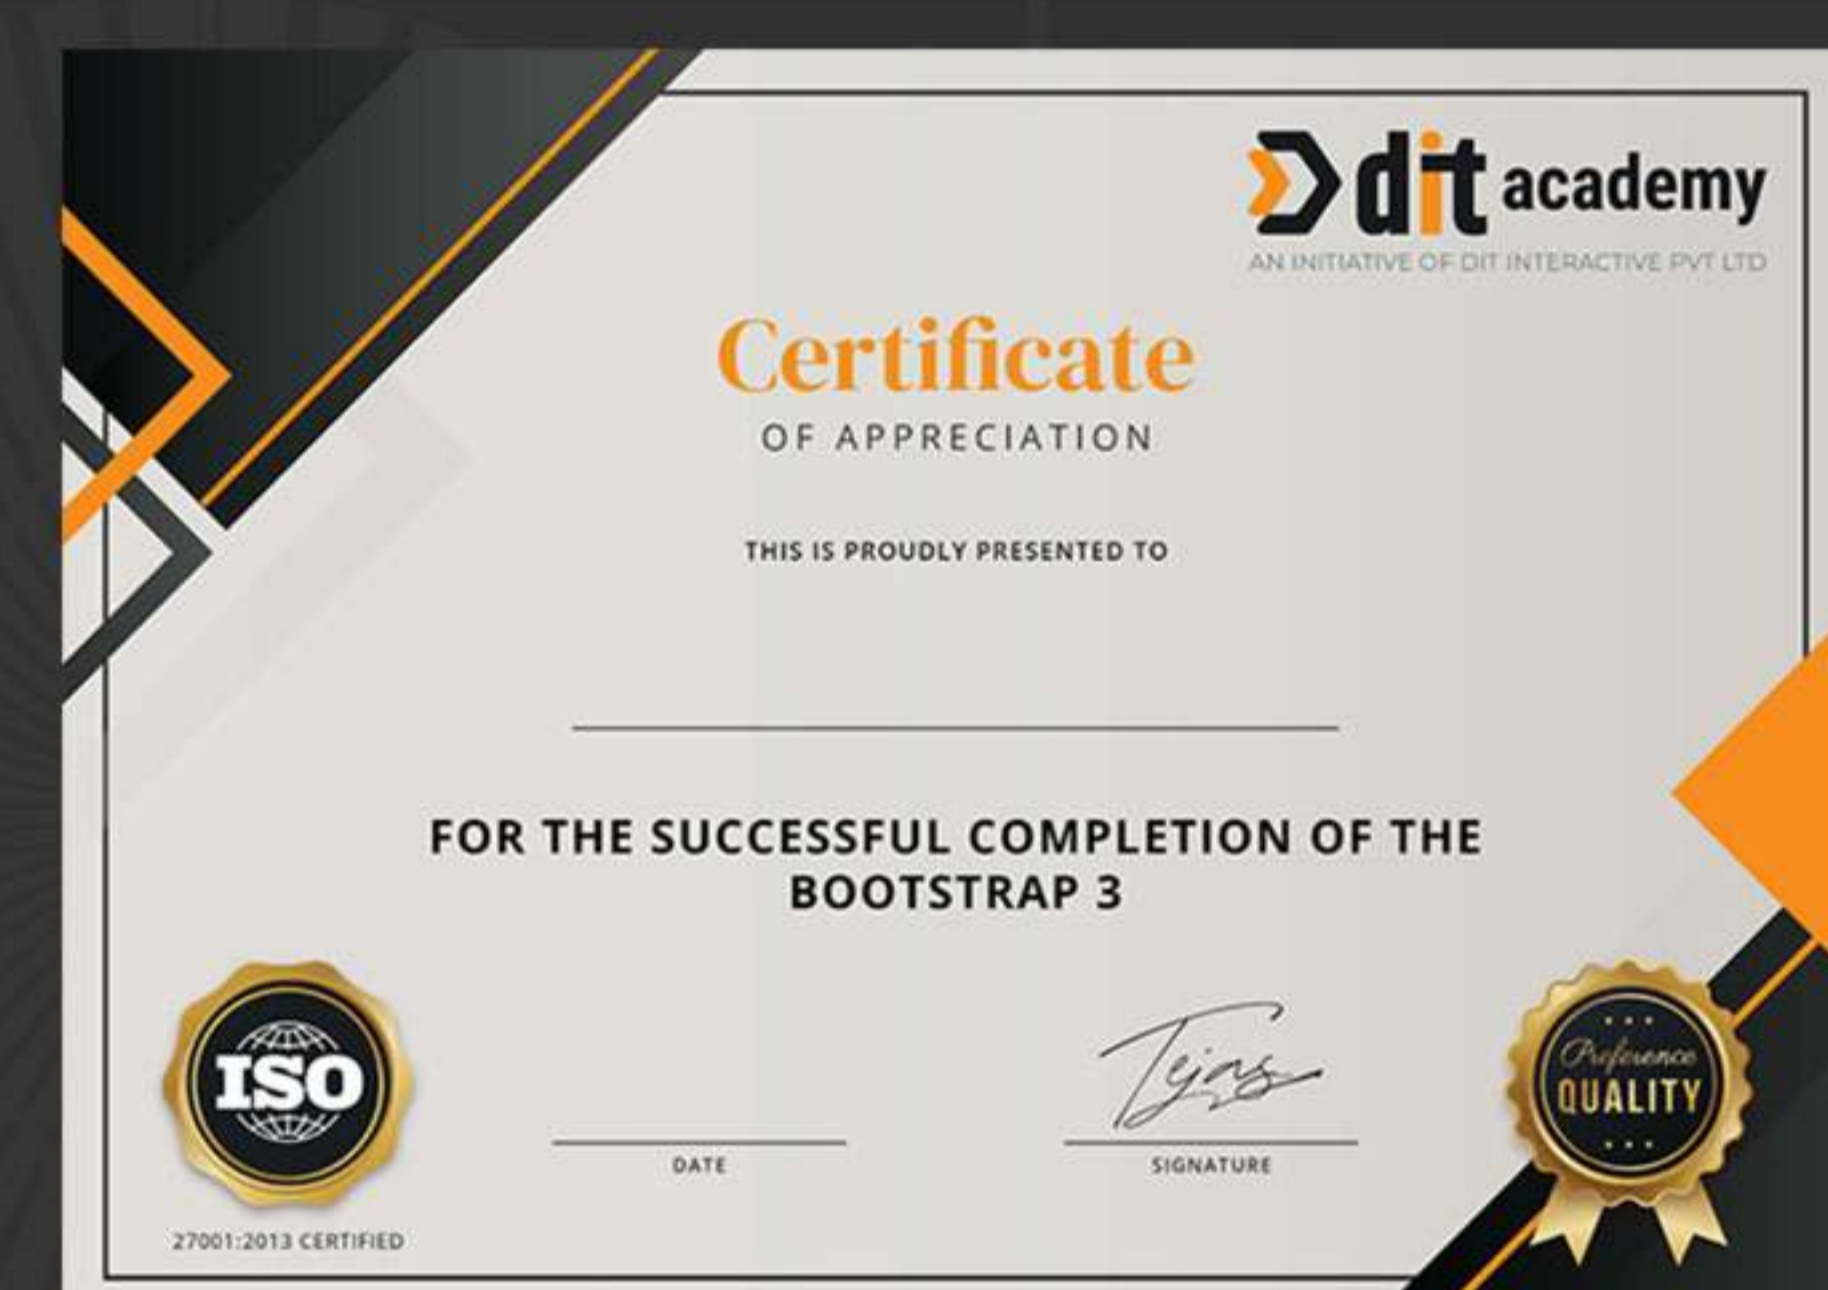 dit academy
AN INITIATIVE OF DIT INTERACTIVE PVT LTD
Certificate
OF APPRECIATION
THIS IS PROUDLY PRESENTED TO
FOR THE SUCCESSFUL COMPLETION OF THE
BOOTSTRAP 3
ISO
27001:2013 CERTIFIED
DATE
Tejas
SIGNATURE
Preference
QUALITY